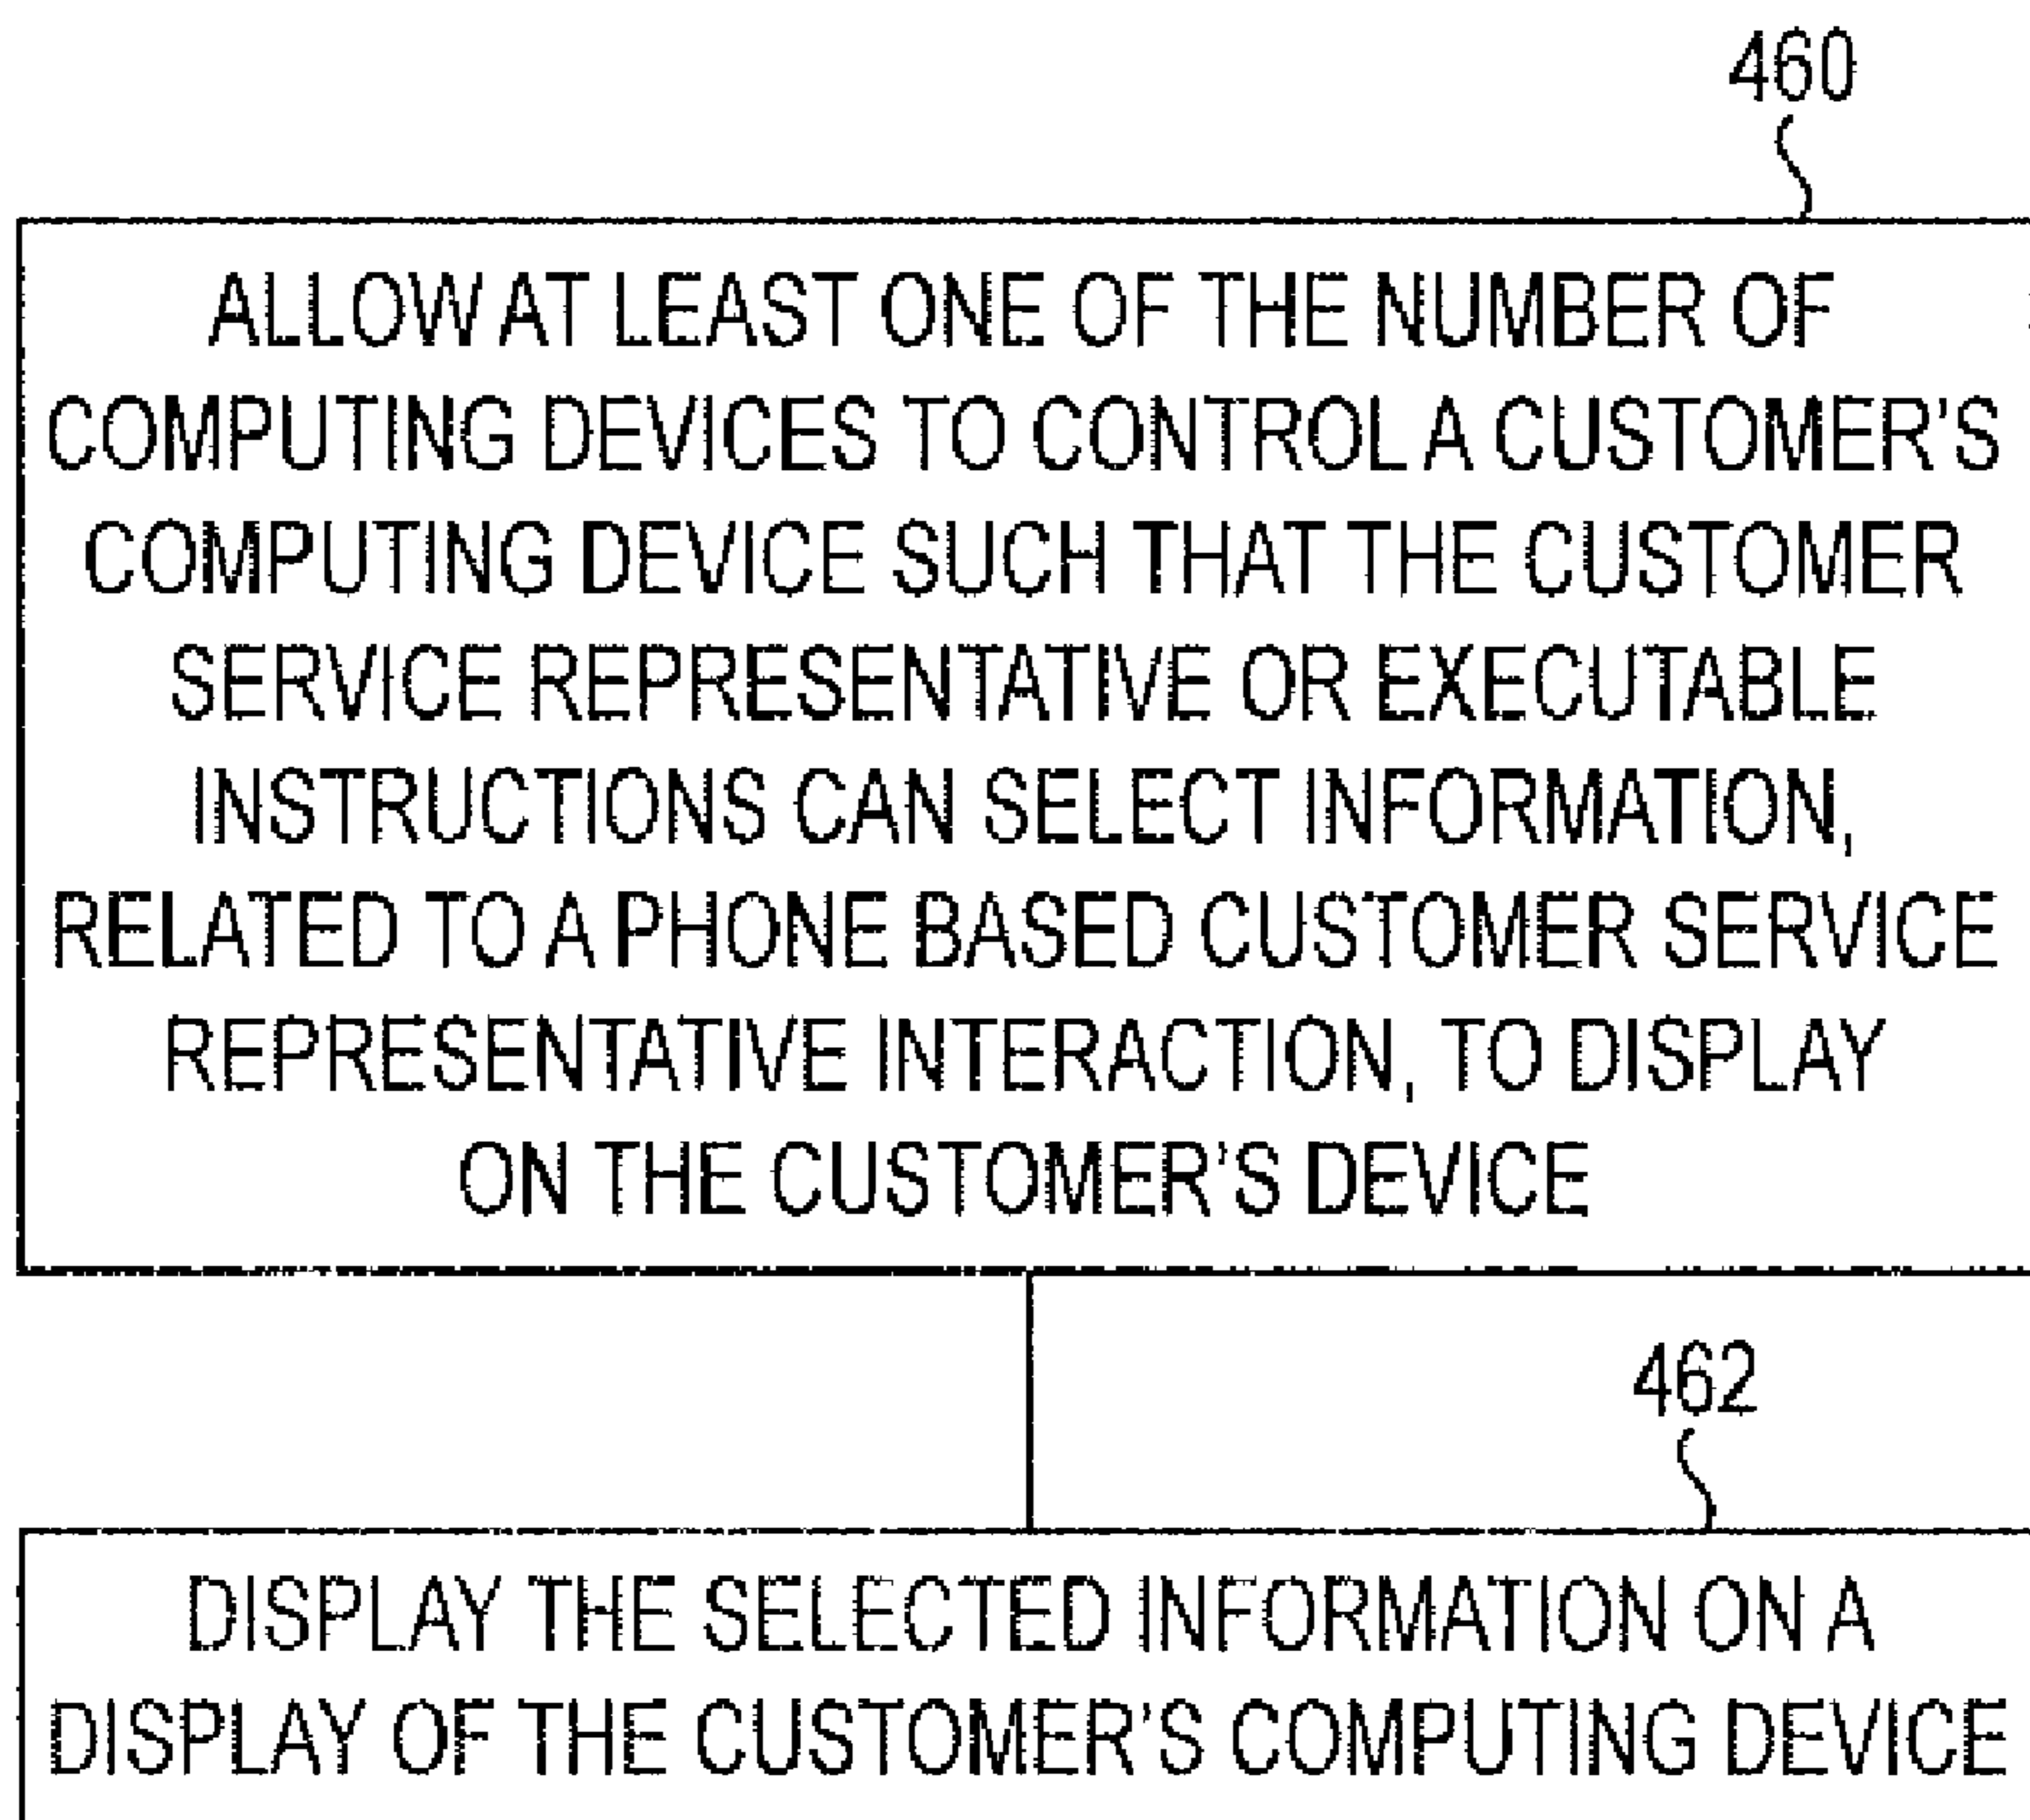 460
ALLOW AT LEAST ONE OF THE NUMBER OF
COMPUTING DEVICES TO CONTROL A CUSTOMER'S
COMPUTING DEVICE SUCH THAT THE CUSTOMER
SERVICE REPRESENTATIVE OR EXECUTABLE
INSTRUCTIONS CAN SELECT INFORMATION,
RELATED TO A PHONE BASED CUSTOMER SERVICE
REPRESENTATIVE INTERACTION, TO DISPLAY
ON THE CUSTOMER'S DEVICE
462
DISPLAY THE SELECTED INFORMATION ON A
DISPLAY OF THE CUSTOMER'S COMPUTING DEVICE